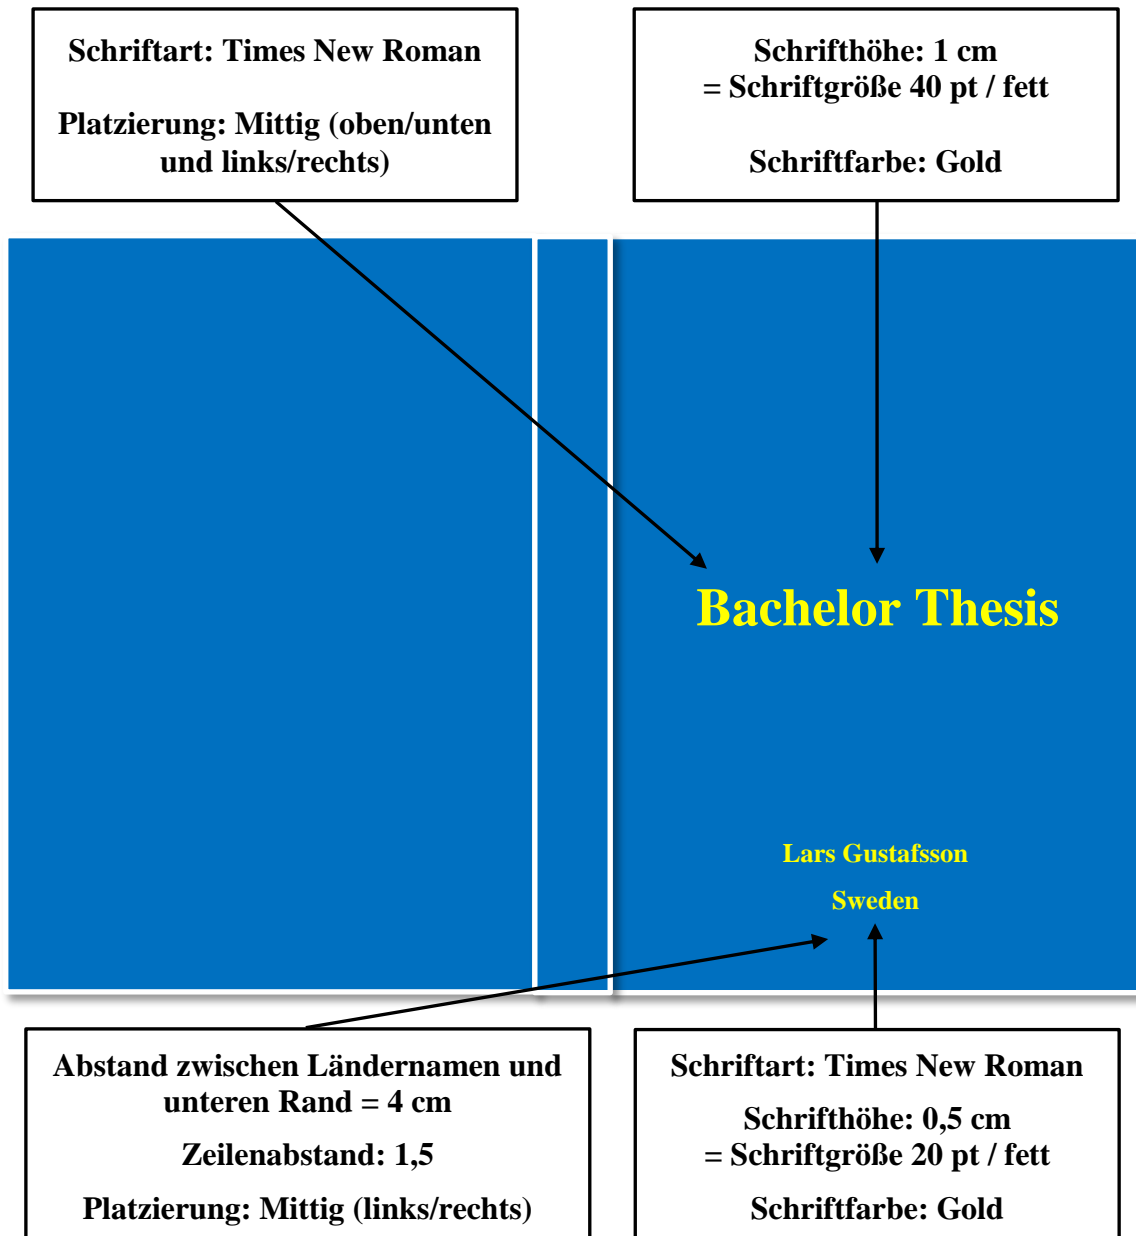 Schriftart: Times New Roman
Platzierung: Mittig (oben/unten
und links/rechts)
Schrifthöhe: 1 cm
= Schriftgröße 40 pt / fett
Schriftfarbe: Gold
Bachelor Thesis
Lars Gustafsson
Sweden
Abstand zwischen Ländernamen und
unteren Rand = 4 cm
Zeilenabstand: 1,5
Platzierung: Mittig (links/rechts)
Schriftart: Times New Roman
Schrifthöhe: 0,5 cm
= Schriftgröße 20 pt / fett
Schriftfarbe: Gold